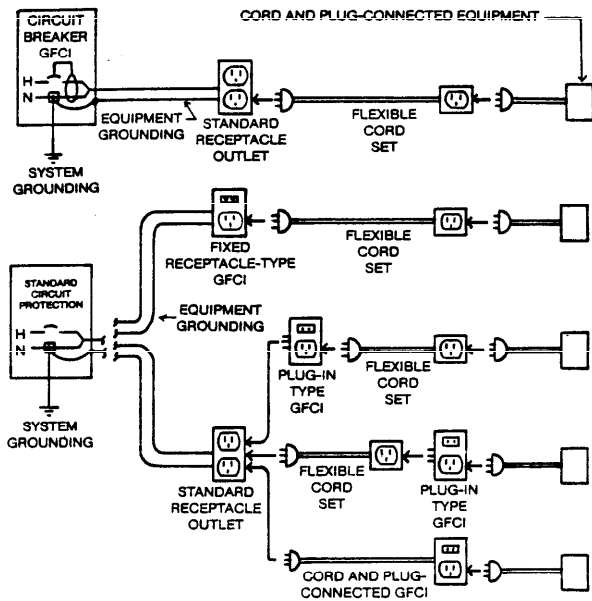 CORD AND PLUG-CONNECTED EQUIPMENT
CIRCUIT
BREAKER
GFCI
H
N
EQUIPMENT
GROUNDING
STANDARD
RECEPTACLE
OUTLET
FLEXIBLE
CORD
SET
SYSTEM
GROUNDING
FIXED
RECEPTACLE-TYPE
GFCI
FLEXIBLE
CORD
SET
STANDARD
CIRCUIT
PROTECTION
H
N
EQUIPMENT
GROUNDING
PLUG-IN
TYPE
GFCI
FLEXIBLE
CORD
SET
SYSTEM
GROUNDING
STANDARD
RECEPTACLE
OUTLET
FLEXIBLE
CORD
SET
PLUG-IN
TYPE
GFCI
CORD AND PLUG-
CONNECTED GFCI